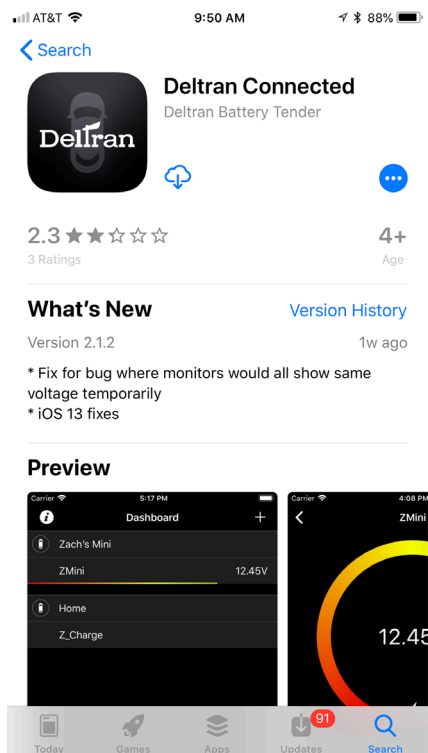 AT&T 9:50 AM 88%
Search
Deltran
Deltran Connected
Deltran Battery Tender
2.3 ★★☆☆☆ 4+
3 Ratings Age
What's New Version History
Version 2.1.2 1w ago
* Fix for bug where monitors would all show same
voltage temporarily
* iOS 13 fixes
Preview
Carrier 5:17 PM
Dashboard +
Zach's Mini
ZMini 12.45V
Home
Z_Charge
Carrier 4:08 PM
ZMini
12.45
Today Games Apps Updates 91 Search